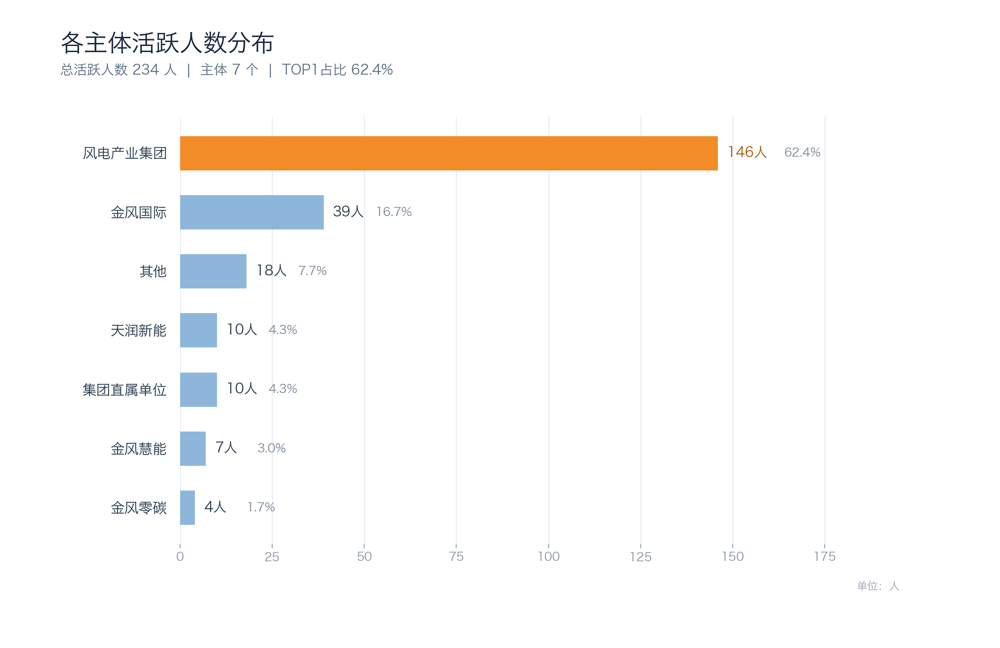 各主体活跃人数分布
总活跃人数 234 人 | 主体 7 个 | TOP1占比 62.4%
风电产业集团 146人 62.4%
金风国际 39人 16.7%
其他 18人 7.7%
天润新能 10人 4.3%
集团直属单位 10人 4.3%
金风慧能 7人 3.0%
金风零碳 4人 1.7%
0 25 50 75 100 125 150 175
单位：人